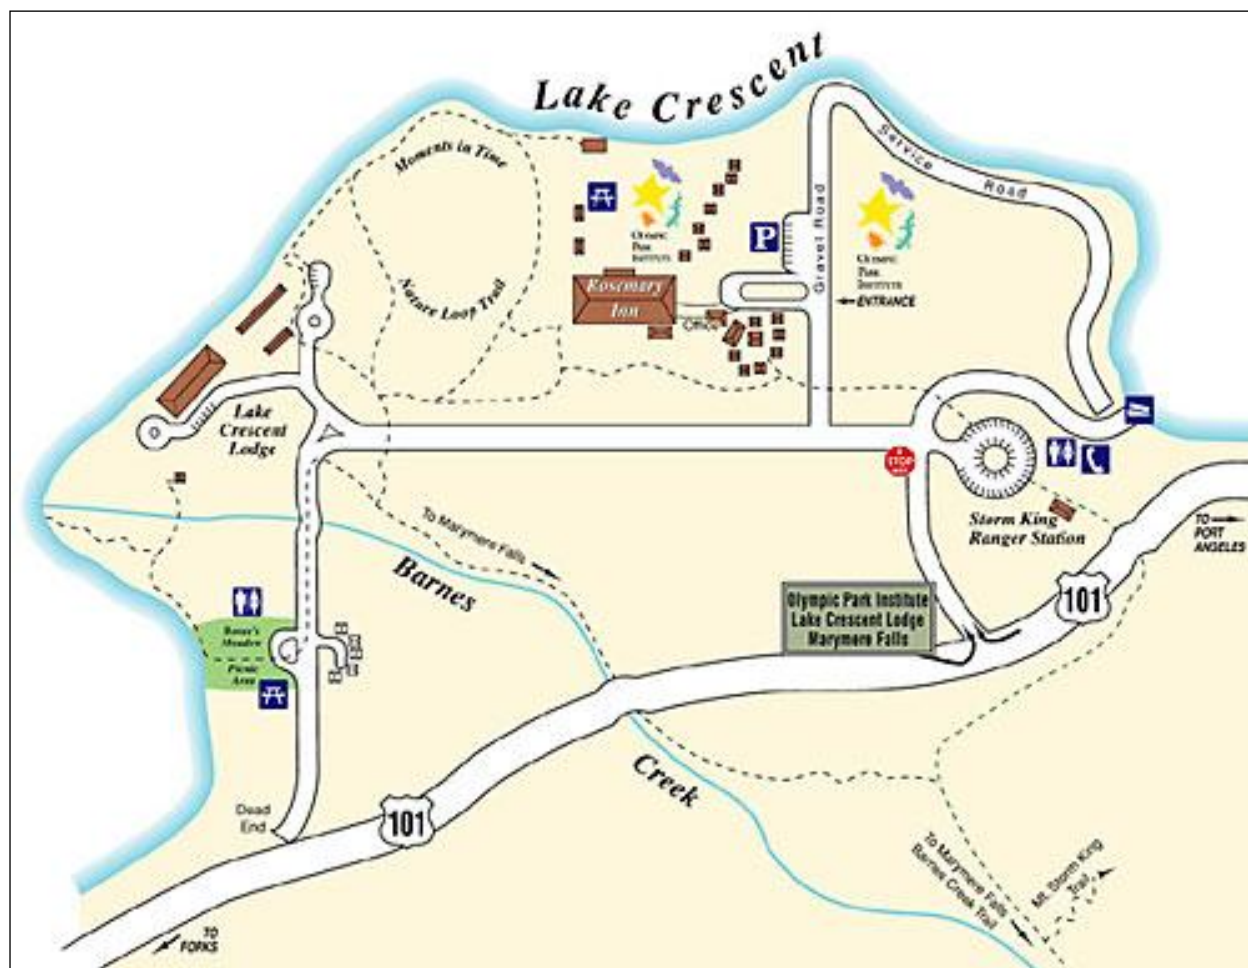 Lake Crescent
Moments in Time
Nature Loop Trail
OLYMPIC
PARK
INSTITUTE
P
Rosemary
Inn
Office
Gravel Road
Service Road
OLYMPIC
PARK
INSTITUTE
ENTRANCE
Lake
Crescent
Lodge
STOP
Storm King
Ranger Station
TO
PORT
ANGELES
To Marymere Falls
Barnes
Creek
101
Olympic Park Institute
Lake Crescent Lodge
Marymere Falls
Meadow
Picnic
Area
Dead
End
101
TO
FORKS
To Marymere Falls
Barnes Creek Trail
Mt. Storm King
Trail